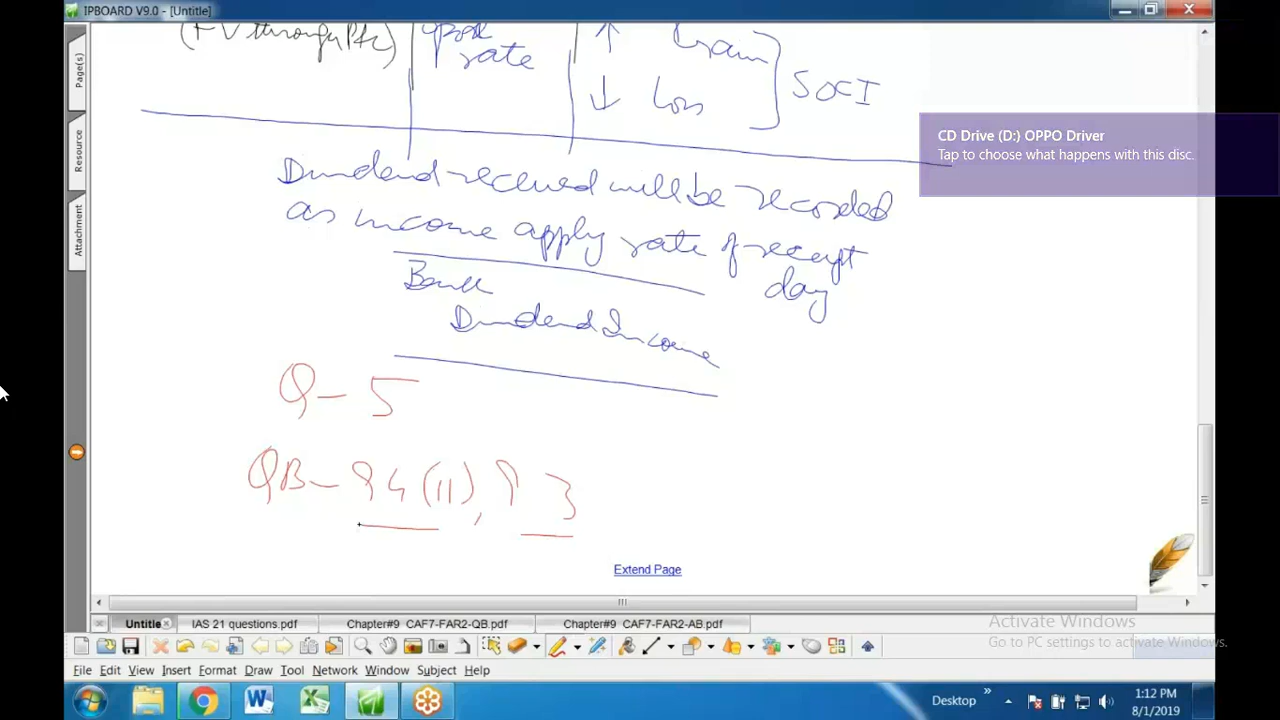 IPBOARD V9.0 - [Untitle]
(FV through P&L) spot rate ↑ Gain
↓ Loss SOCI
Dividend received will be recorded
as income apply rate of receipt
day
Bank
Dividend Income
Q- 5
QB- 94 (11), 93
Extend Page
Page(s)
Resource
Attachment
CD Drive (D:) OPPO Driver
Tap to choose what happens with this disc.
Untitle IAS 21 questions.pdf Chapter#9 CAF7-FAR2-QB.pdf Chapter#9 CAF7-FAR2-AB.pdf
Activate Windows
Go to PC settings to activate Windows.
File Edit View Insert Format Draw Tool Network Window Subject Help
Desktop
1:12 PM
8/1/2019